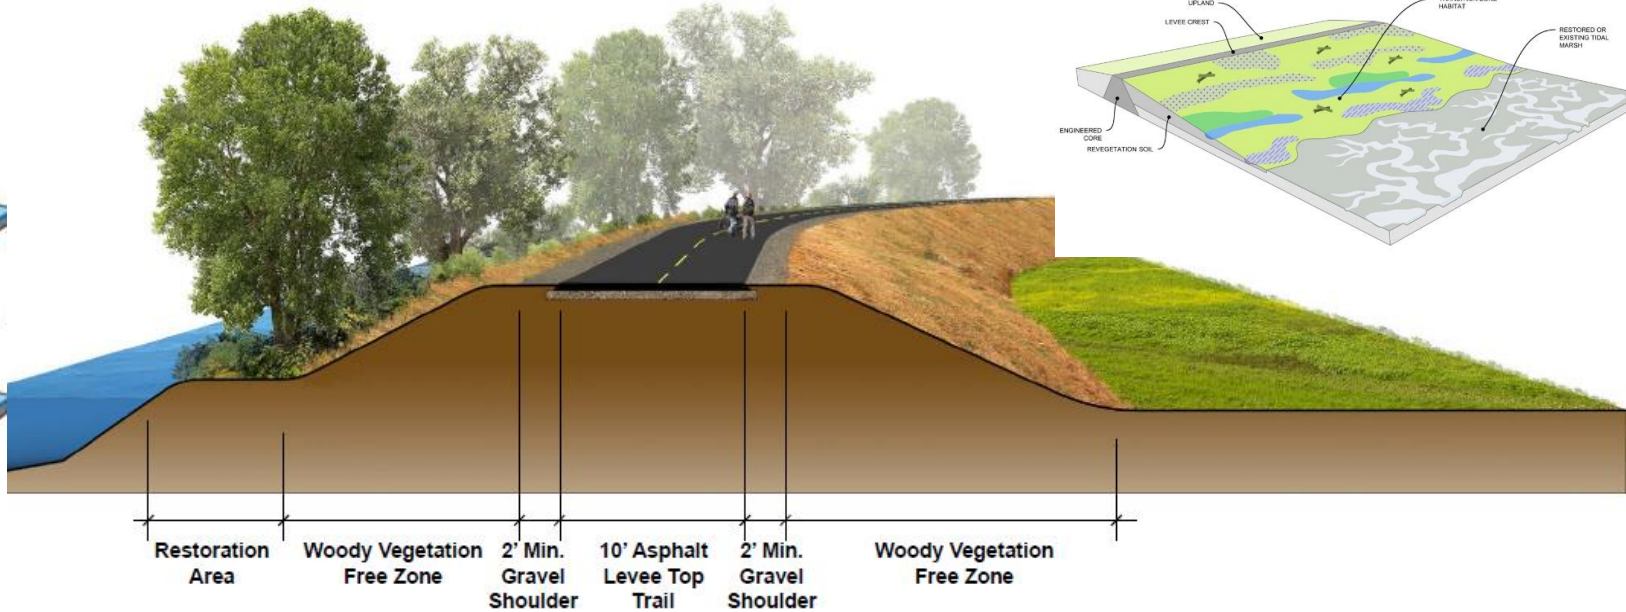 UPLAND
LEVEE CREST
HABITAT
RESTORED OR
EXISTING TIDAL
MARSH
ENGINEERED
CORE
REVEGETATION SOIL
Restoration
Area
Woody Vegetation
Free Zone
2' Min.
Gravel
Shoulder
10' Asphalt
Levee Top
Trail
2' Min.
Gravel
Shoulder
Woody Vegetation
Free Zone